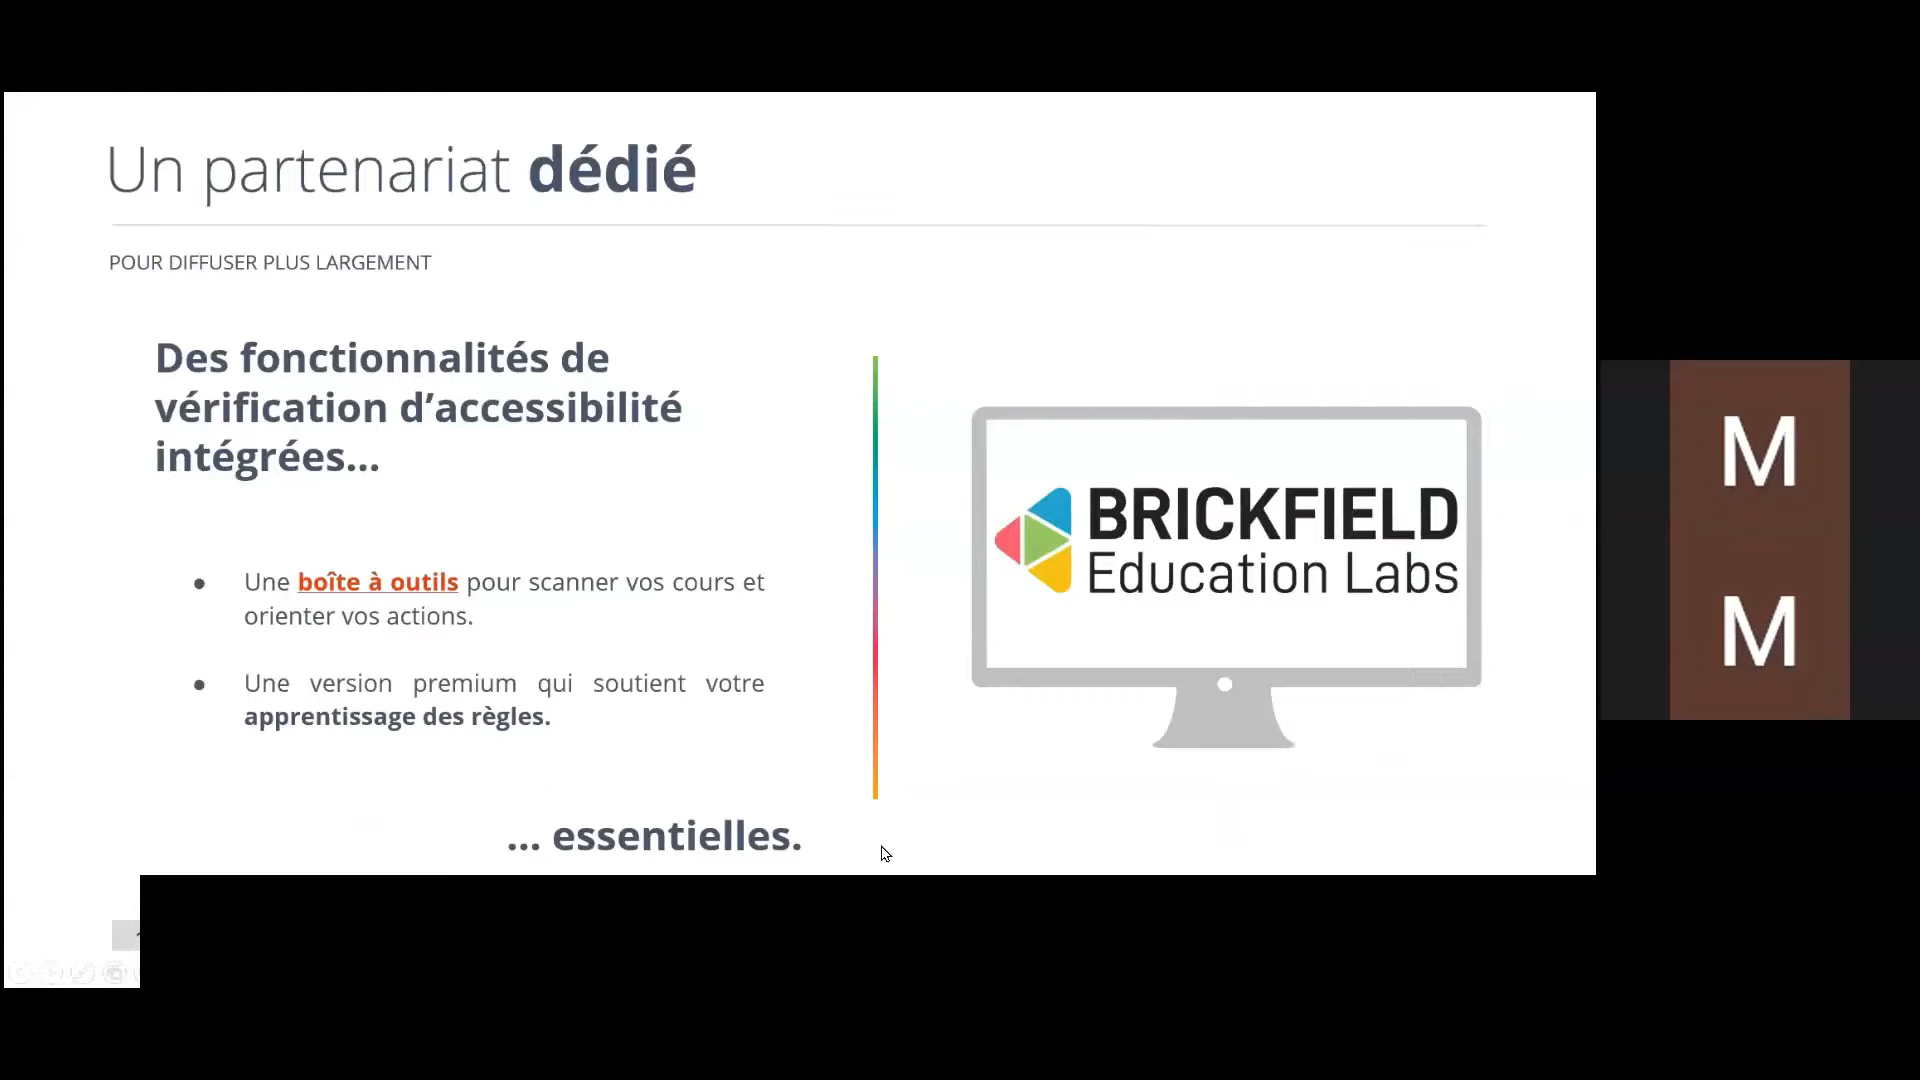 Un partenariat dédié
POUR DIFFUSER PLUS LARGEMENT
Des fonctionnalités de
vérification d’accessibilité
intégrées...
● Une boîte à outils pour scanner vos cours et
orienter vos actions.
● Une version premium qui soutient votre
apprentissage des règles.
... essentielles.
BRICKFIELD
Education Labs
M
M